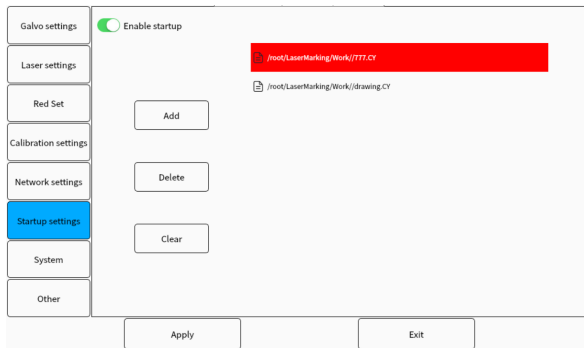 Galvo settings
Enable startup
Laser settings
/root/LaserMarking/Work//777.CY
/root/LaserMarking/Work//drawing.CY
Red Set
Add
Calibration settings
Network settings
Delete
Startup settings
Clear
System
Other
Apply
Exit